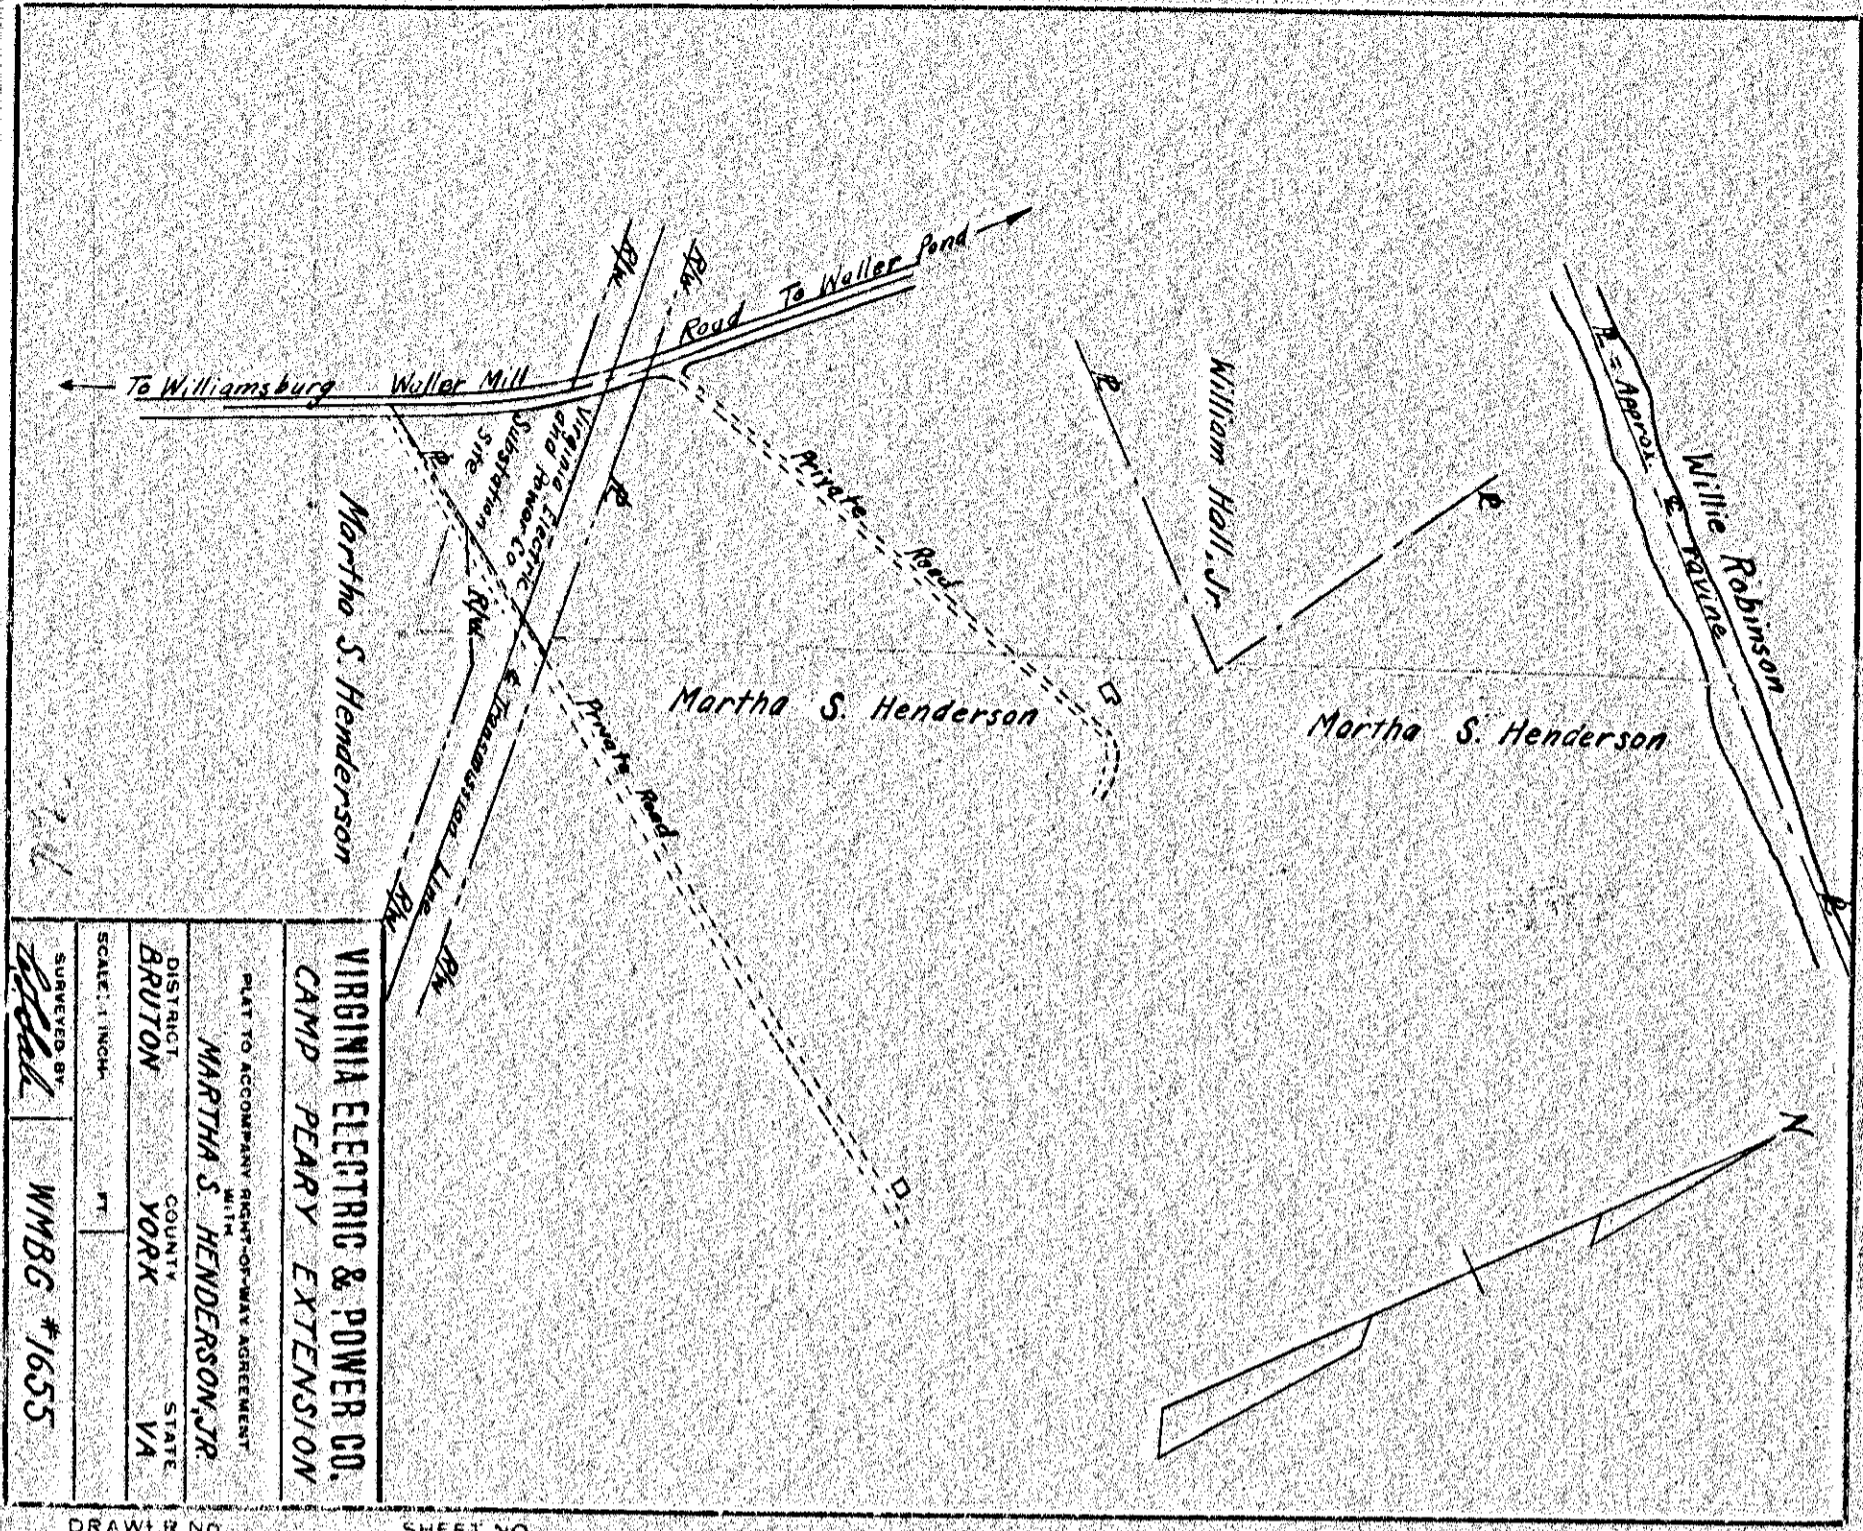 To Williamsburg
Waller Mill Road
To Waller Pond
R/W
R/W
Virginia Electric
and Power Co
Substation
Site
Private Road
William Hall, Jr.
Willie Robinson
℄ ravine
= Approx.
Martha S. Henderson
Martha S. Henderson
Martha S. Henderson
R/W
℄ Transmission Line
Private Road
R/W
R/W
N
VIRGINIA ELECTRIC & POWER CO.
CAMP PEARY EXTENSION
PLAT TO ACCOMPANY RIGHT-OF-WAY AGREEMENT
WITH
MARTHA S. HENDERSON, JR.
DISTRICT COUNTY STATE
BRUTON YORK VA
SCALE: 1 INCH= FT
SURVEYED BY
WMBG #1655
DRAWER NO
SHEET NO